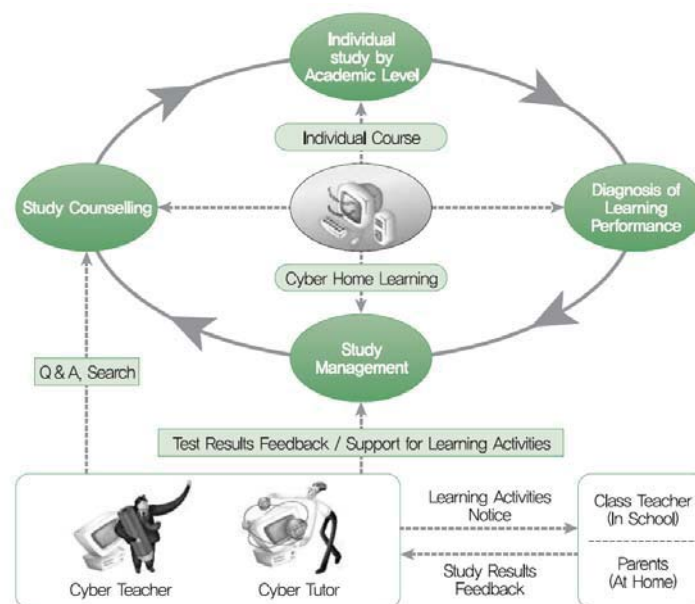 Individual
study by
Academic Level
Individual Course
Study Counselling
Diagnosis of
Learning
Performance
Cyber Home Learning
Study
Management
Q & A, Search
Test Results Feedback / Support for Learning Activities
Cyber Teacher
Cyber Tutor
Learning Activities
Notice
Study Results
Feedback
Class Teacher
(In School)
Parents
(At Home)